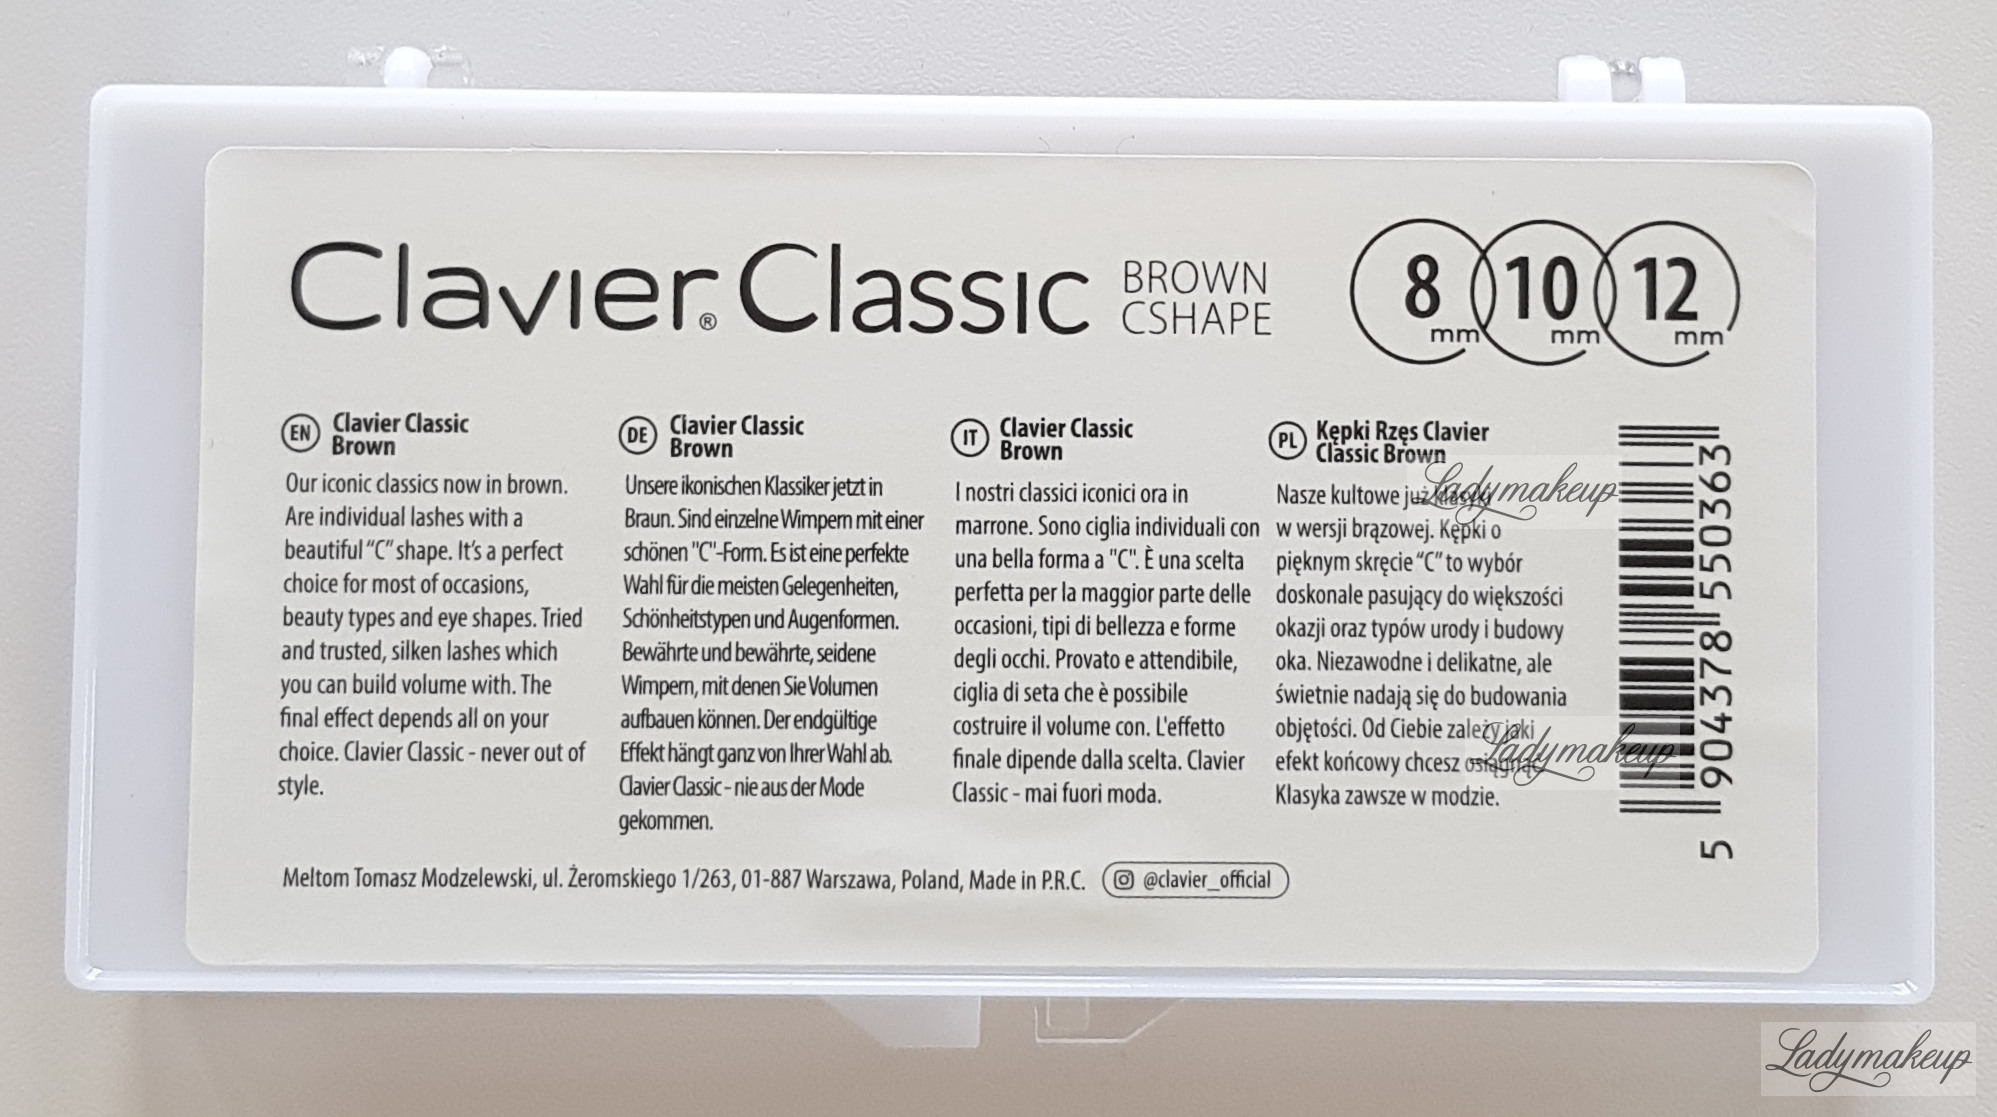 Clavier® Classic
BROWN
CSHAPE
8 mm 10 mm 12 mm
EN Clavier Classic
Brown
Our iconic classics now in brown.
Are individual lashes with a
beautiful “C” shape. It’s a perfect
choice for most of occasions,
beauty types and eye shapes. Tried
and trusted, silken lashes which
you can build volume with. The
final effect depends all on your
choice. Clavier Classic - never out of
style.
DE Clavier Classic
Brown
Unsere ikonischen Klassiker jetzt in
Braun. Sind einzelne Wimpern mit einer
schönen "C"-Form. Es ist eine perfekte
Wahl für die meisten Gelegenheiten,
Schönheitstypen und Augenformen.
Bewährte und bewährte, seidene
Wimpern, mit denen Sie Volumen
aufbauen können. Der endgültige
Effekt hängt ganz von Ihrer Wahl ab.
Clavier Classic - nie aus der Mode
gekommen.
IT Clavier Classic
Brown
I nostri classici iconici ora in
marrone. Sono ciglia individuali con
una bella forma a "C". È una scelta
perfetta per la maggior parte delle
occasioni, tipi di bellezza e forme
degli occhi. Provato e attendibile,
ciglia di seta che è possibile
costruire il volume con. L'effetto
finale dipende dalla scelta. Clavier
Classic - mai fuori moda.
PL Kępki Rzęs Clavier
Classic Brown
Nasze kultowe już klasyki
w wersji brązowej. Kępki o
pięknym skręcie “C” to wybór
doskonale pasujący do większości
okazji oraz typów urody i budowy
oka. Niezawodne i delikatne, ale
świetnie nadają się do budowania
objętości. Od Ciebie zależy jaki
efekt końcowy chcesz osiągnąć.
Klasyka zawsze w modzie.
5 904378 550363
Meltom Tomasz Modzelewski, ul. Żeromskiego 1/263, 01-887 Warszawa, Poland, Made in P.R.C.
@clavier_official
Ladymakeup
Ladymakeup
Ladymakeup